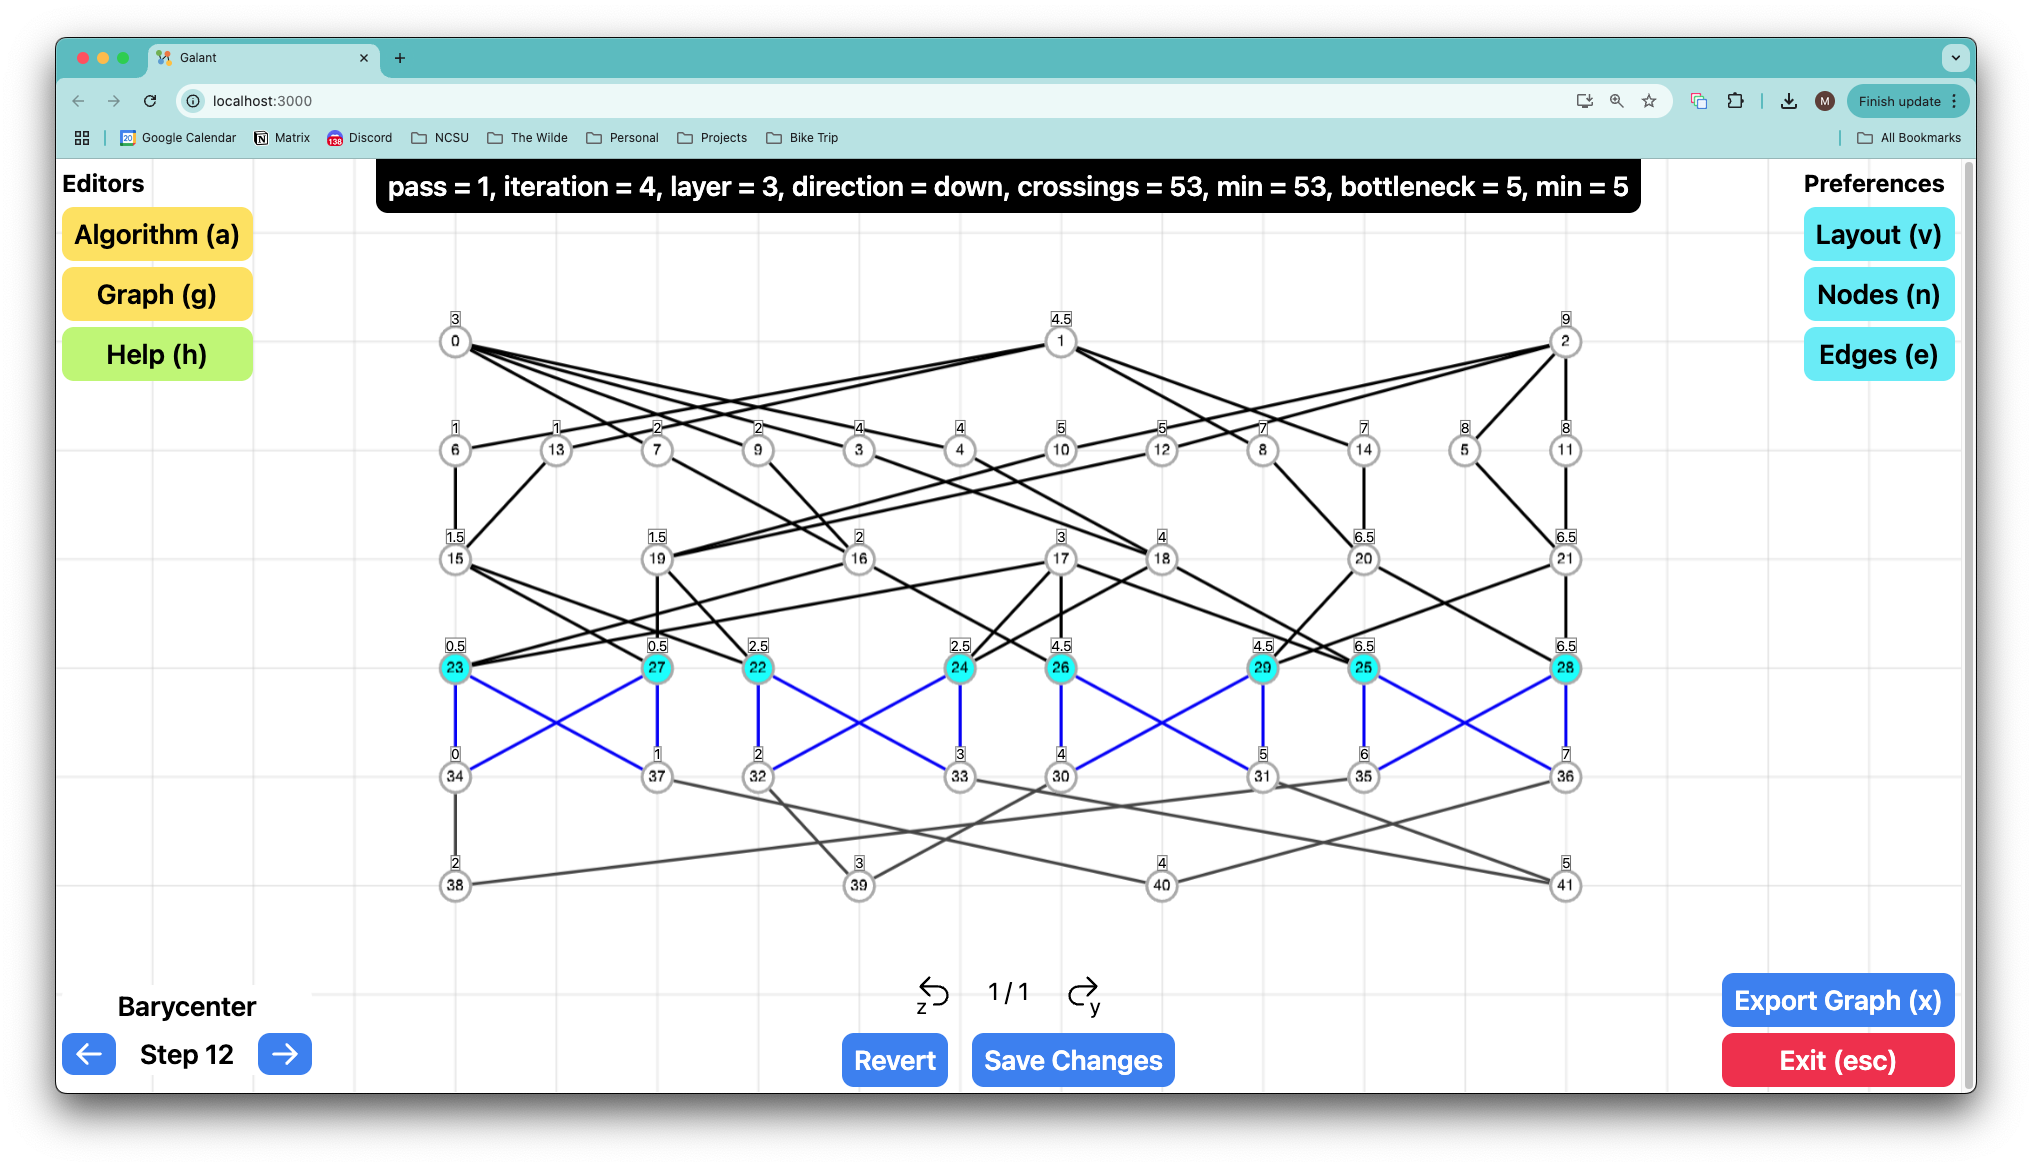 Galant
localhost:3000
M
Finish update
20
Google Calendar
Matrix
138
Discord
NCSU
The Wilde
Personal
Projects
Bike Trip
All Bookmarks
pass = 1, iteration = 4, layer = 3, direction = down, crossings = 53, min = 53, bottleneck = 5, min = 5
Editors
Algorithm (a)
Graph (g)
Help (h)
Preferences
Layout (v)
Nodes (n)
Edges (e)
3 4.5 9
0 1 2
1 1 2 2 4 4 5 5 7 7 8 8
6 13 7 9 3 4 10 12 8 14 5 11
1.5 1.5 2 3 4 6.5 6.5
15 19 16 17 18 20 21
0.5 0.5 2.5 2.5 4.5 4.5 6.5 6.5
23 27 22 24 26 29 25 28
0 1 2 3 4 5 6 7
34 37 32 33 30 31 35 36
2 3 4 5
38 39 40 41
Barycenter
Step 12
z
1 / 1
y
Revert
Save Changes
Export Graph (x)
Exit (esc)